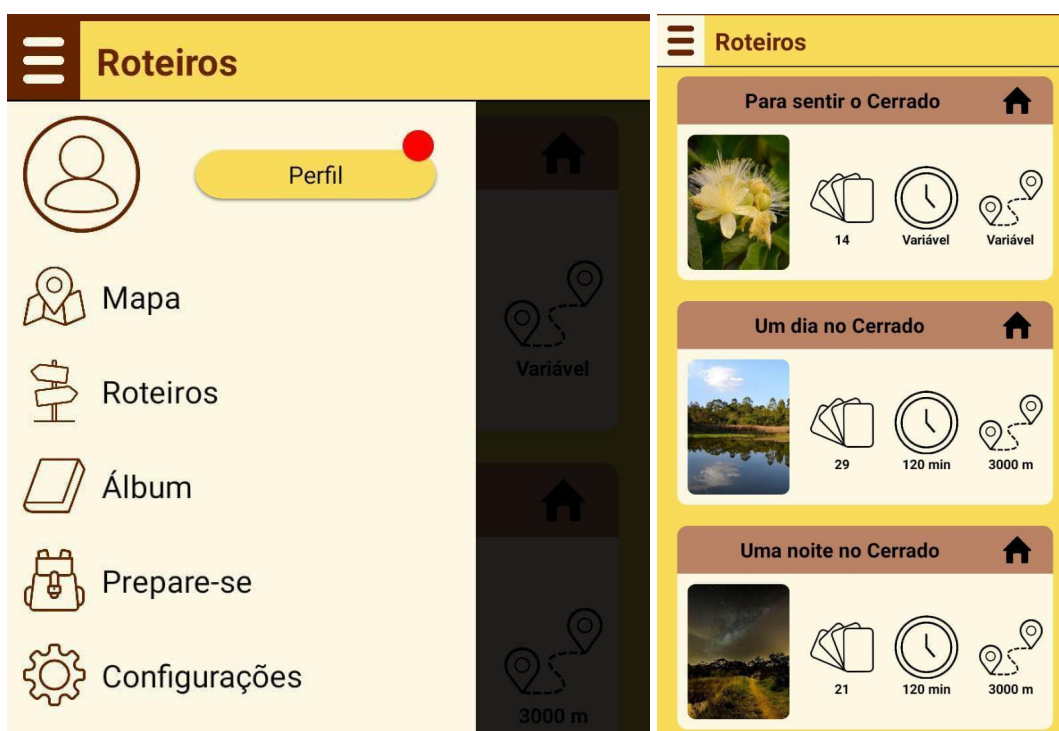 Roteiros
Perfil
Mapa
Roteiros
Álbum
Prepare-se
Configurações
Variável
3000 m
Roteiros
Para sentir o Cerrado
14 Variável Variável
Um dia no Cerrado
29 120 min 3000 m
Uma noite no Cerrado
21 120 min 3000 m